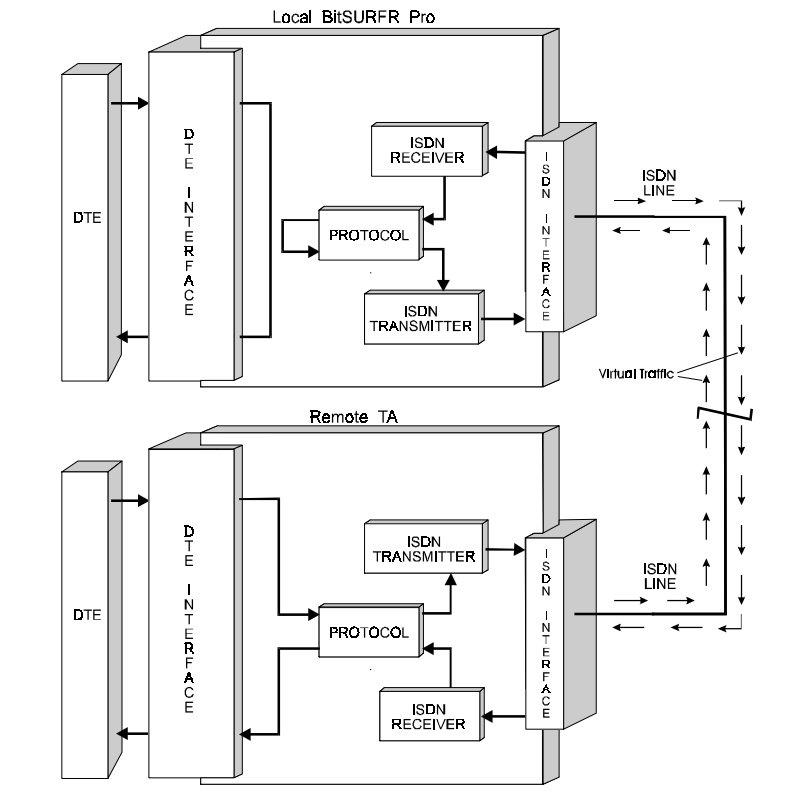 Local BitSURFR Pro
DTE
DTE INTERFACE
ISDN
RECEIVER
PROTOCOL
ISDN
TRANSMITTER
ISDN INTERFACE
ISDN
LINE
Virtual Traffic
Remote TA
DTE
DTE INTERFACE
ISDN
TRANSMITTER
PROTOCOL
ISDN
RECEIVER
ISDN INTERFACE
ISDN
LINE